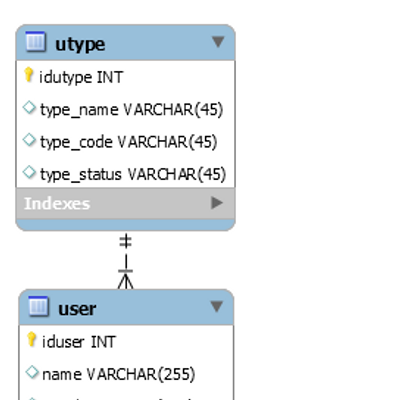 utype
idutype INT
type_name VARCHAR(45)
type_code VARCHAR(45)
type_status VARCHAR(45)
Indexes
user
iduser INT
name VARCHAR(255)